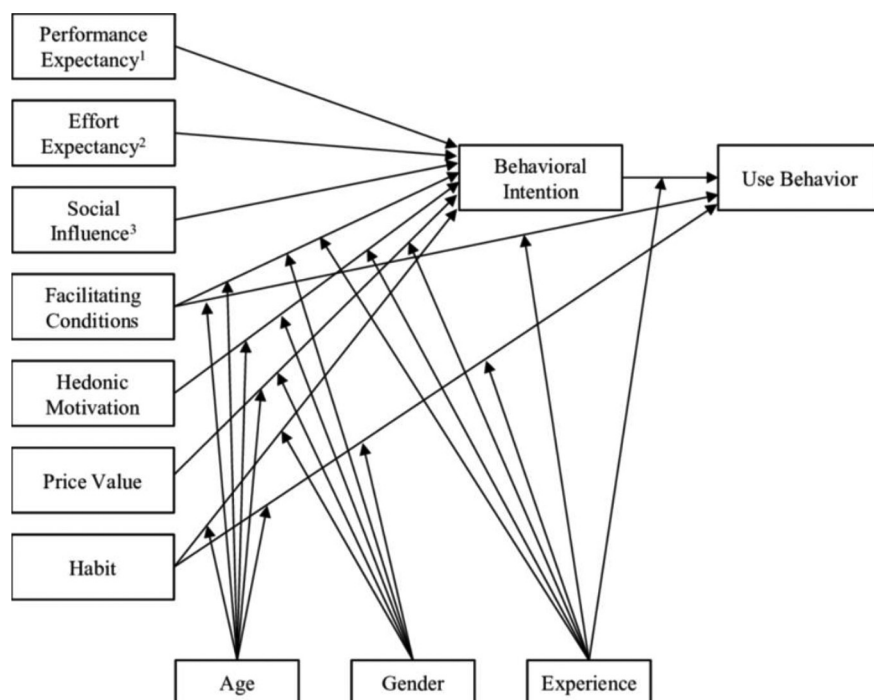 Performance
Expectancy¹
Effort
Expectancy²
Behavioral
Intention
Use Behavior
Social
Influence³
Facilitating
Conditions
Hedonic
Motivation
Price Value
Habit
Age
Gender
Experience